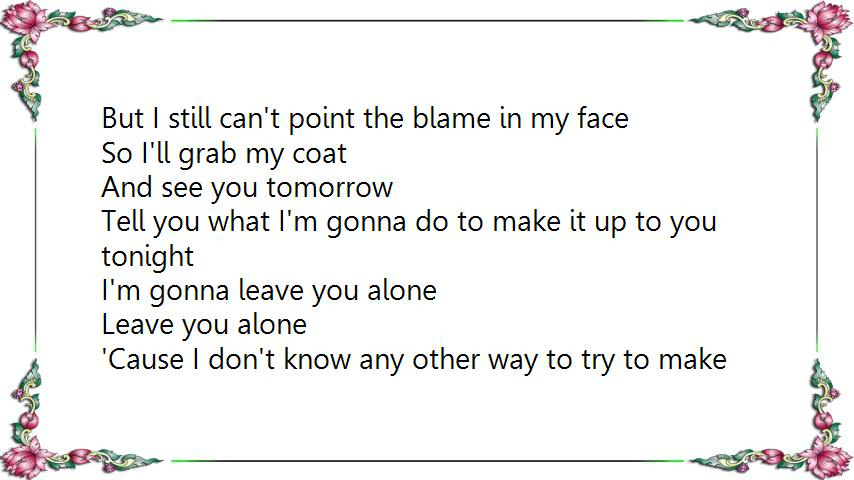 But I still can't point the blame in my face
So I'll grab my coat
And see you tomorrow
Tell you what I'm gonna do to make it up to you
tonight
I'm gonna leave you alone
Leave you alone
'Cause I don't know any other way to try to make